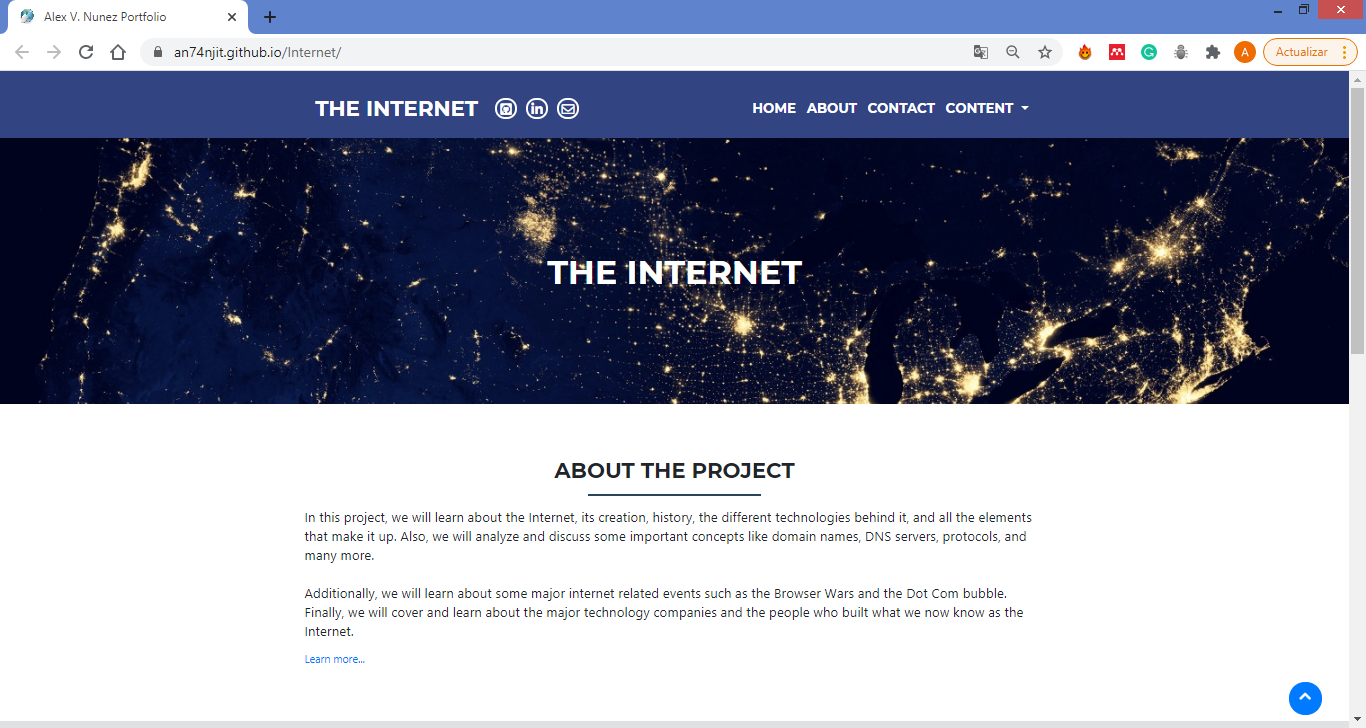 Alex V. Nunez Portfolio
an74njit.github.io/Internet/
A
Actualizar
THE INTERNET
in
HOME ABOUT CONTACT CONTENT
THE INTERNET
ABOUT THE PROJECT
In this project, we will learn about the Internet, its creation, history, the different technologies behind it, and all the elements
that make it up. Also, we will analyze and discuss some important concepts like domain names, DNS servers, protocols, and
many more.
Additionally, we will learn about some major internet related events such as the Browser Wars and the Dot Com bubble.
Finally, we will cover and learn about the major technology companies and the people who built what we now know as the
Internet.
Learn more...